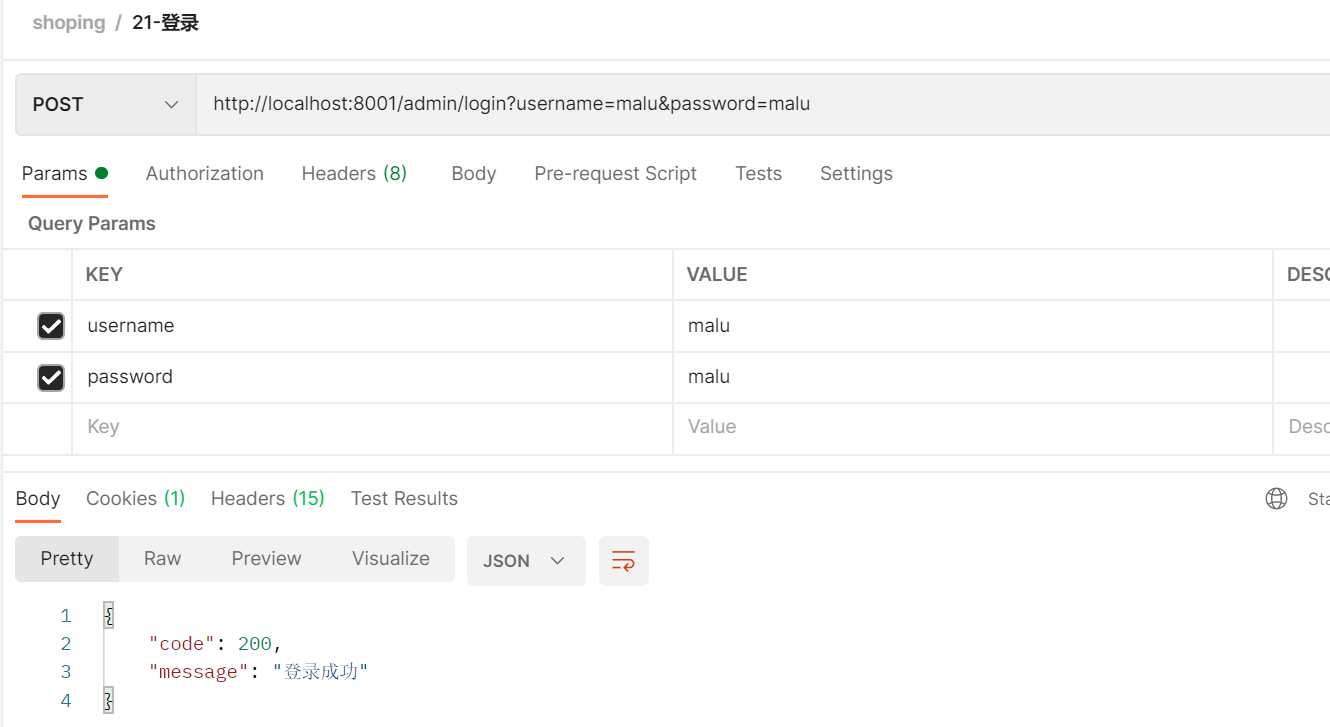 shoping / 21-登录
POST http://localhost:8001/admin/login?username=malu&password=malu
Params Authorization Headers (8) Body Pre-request Script Tests Settings
Query Params
KEY VALUE DESC
username malu
password malu
Key Value Desc
Body Cookies (1) Headers (15) Test Results Sta
Pretty Raw Preview Visualize JSON
1 {
2 "code": 200,
3 "message": "登录成功"
4 }